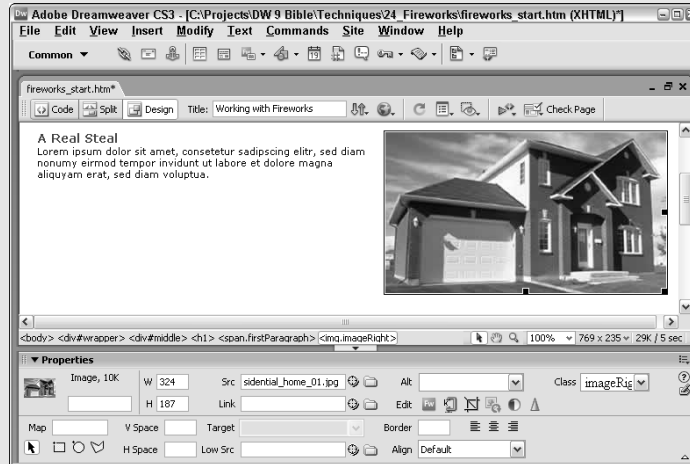 Dw Adobe Dreamweaver CS3 - [C:\Projects\DW 9 Bible\Techniques\24_Fireworks\fireworks_start.htm (XHTML)*]
File Edit View Insert Modify Text Commands Site Window Help
Common
19
fireworks_start.htm*
Code Split Design Title: Working with Fireworks Check Page
A Real Steal
Lorem ipsum dolor sit amet, consetetur sadipscing elitr, sed diam
nonumy eirmod tempor invidunt ut labore et dolore magna
aliquyam erat, sed diam voluptua.
<body> <div#wrapper> <div#middle> <h1> <span.firstParagraph> <img.imageRight> 100% 769 x 235 29K / 5 sec
Properties
Image, 10K W 324 Src sidential_home_01.jpg Alt Class imageRig
H 187 Link Edit Fw
Map V Space Target Border
H Space Low Src Align Default